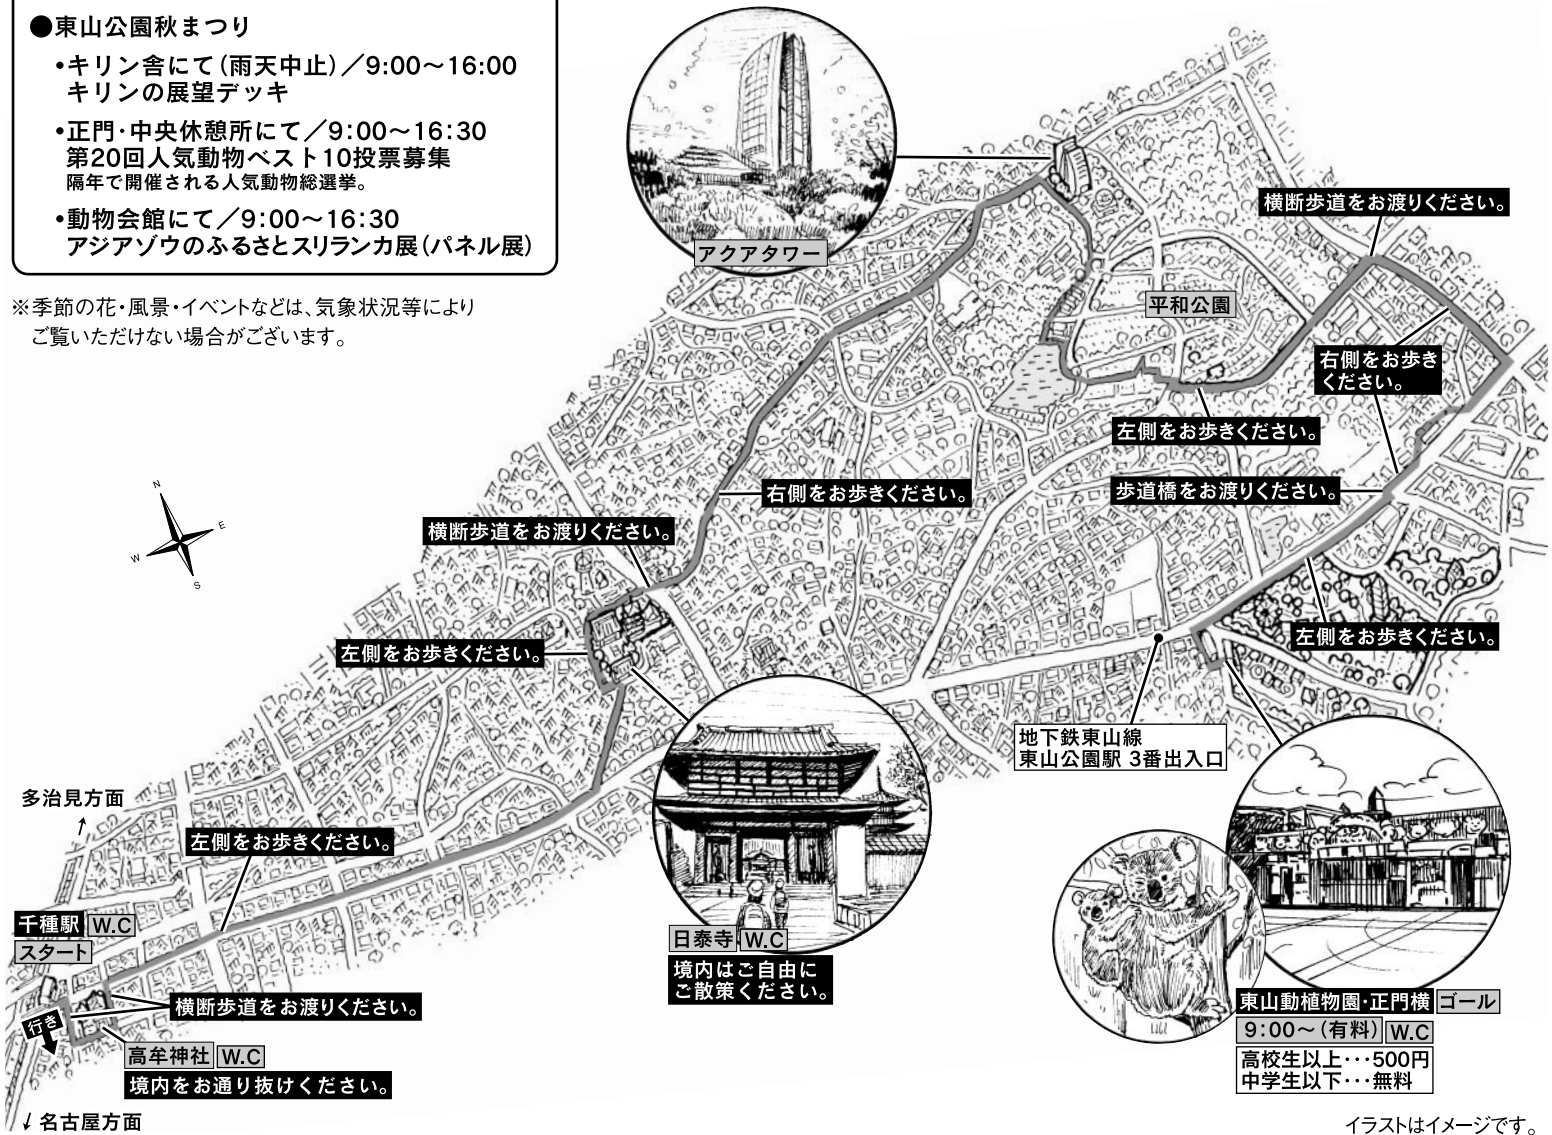 ●東山公園秋まつり
•キリン舎にて(雨天中止)／9:00～16:00
キリンの展望デッキ
•正門･中央休憩所にて／9:00～16:30
第20回人気動物ベスト10投票募集
隔年で開催される人気動物総選挙。
•動物会館にて／9:00～16:30
アジアゾウのふるさとスリランカ展(パネル展)
※季節の花･風景･イベントなどは、気象状況等により
ご覧いただけない場合がございます。
アクアタワー
横断歩道をお渡りください。
平和公園
右側をお歩き
ください。
左側をお歩きください。
歩道橋をお渡りください。
右側をお歩きください。
横断歩道をお渡りください。
N
E
W
S
左側をお歩きください。
左側をお歩きください。
地下鉄東山線
東山公園駅 3番出入口
多治見方面
↑
左側をお歩きください。
千種駅 W.C
スタート
日泰寺 W.C
境内はご自由に
ご散策ください。
横断歩道をお渡りください。
行き
高牟神社 W.C
境内をお通り抜けください。
↓名古屋方面
東山動植物園･正門横 ゴール
9:00～(有料) W.C
高校生以上･･･500円
中学生以下･･･無料
イラストはイメージです。